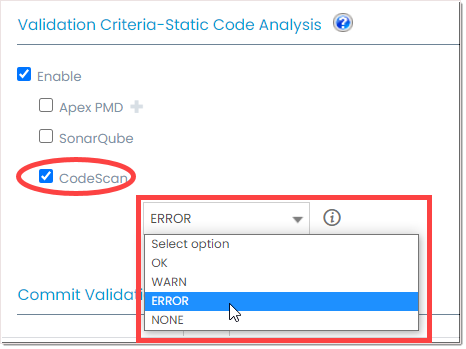 Validation Criteria-Static Code Analysis ?
Enable
Apex PMD
SonarQube
CodeScan
ERROR
Select option
OK
WARN
ERROR
NONE
Commit Validati